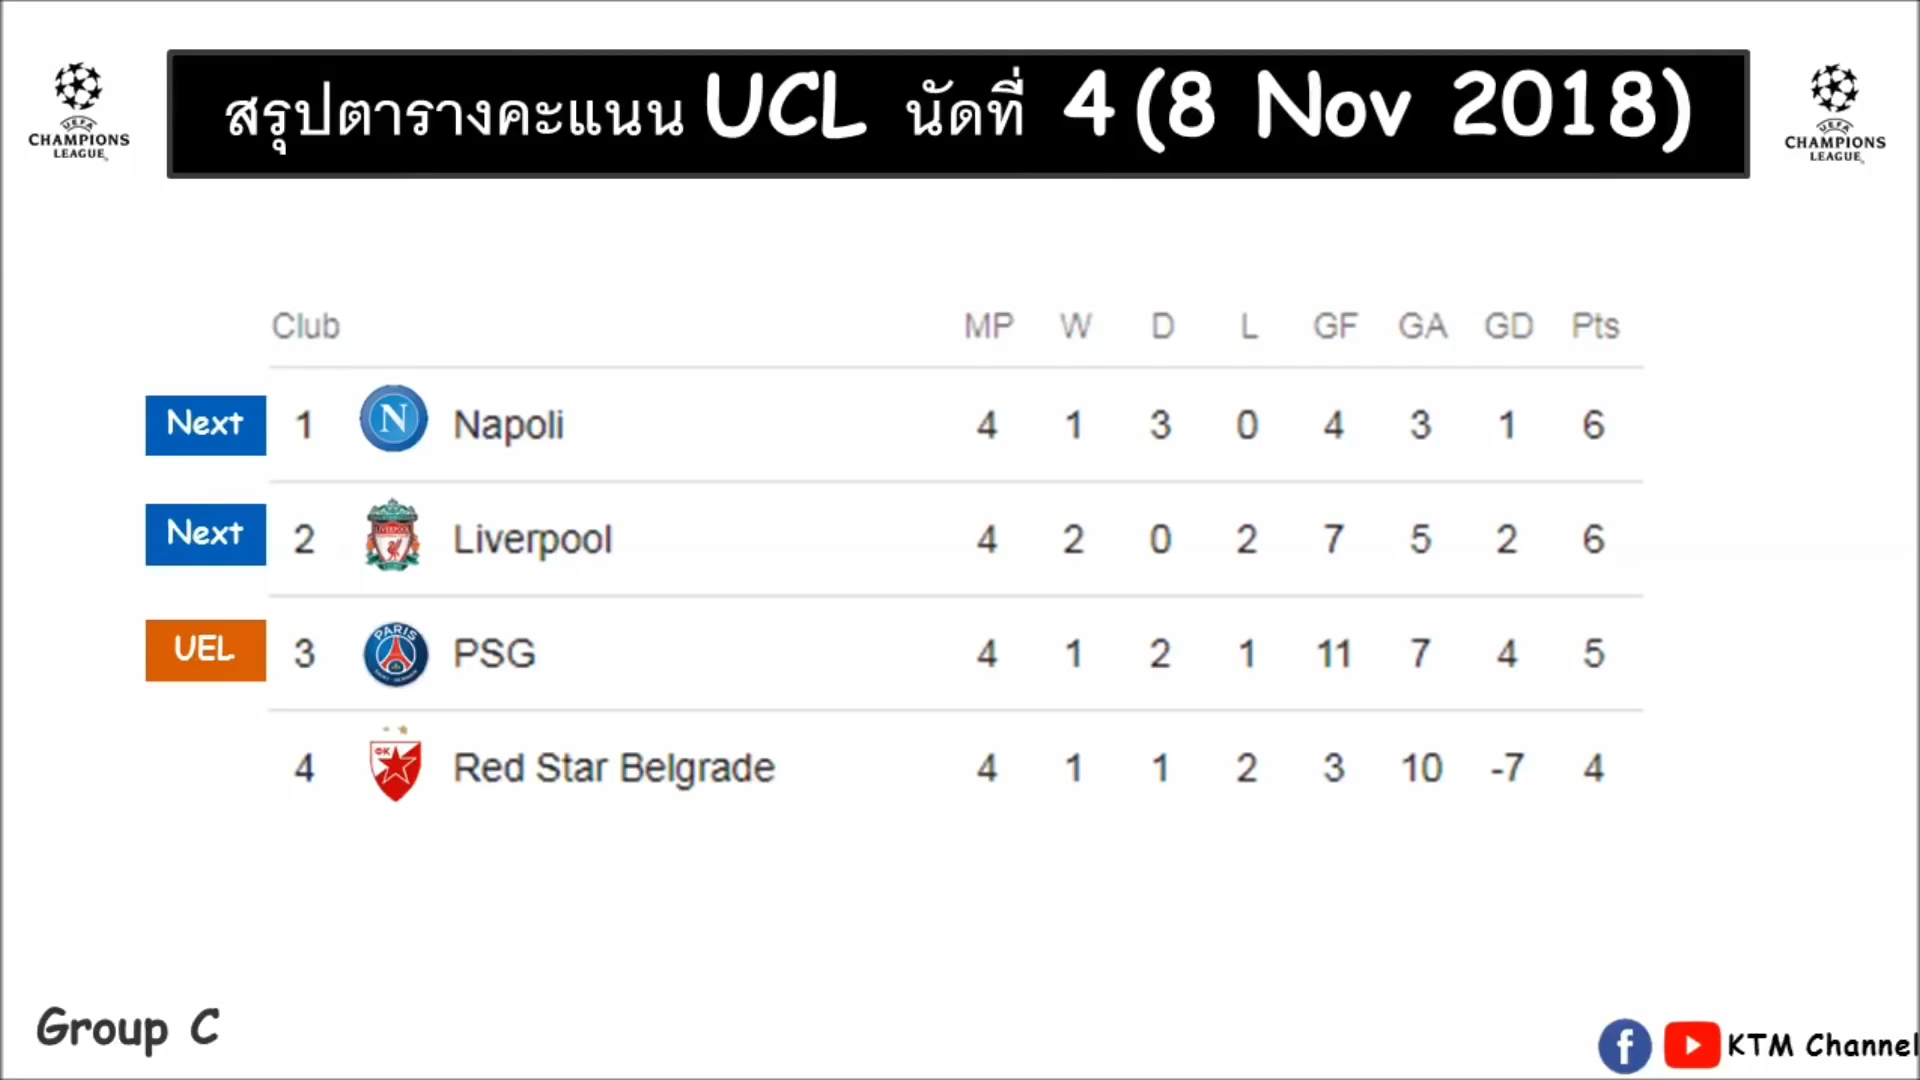 สรุปตารางคะแนน UCL นัดที่ 4 (8 Nov 2018)
UEFA
CHAMPIONS
LEAGUE
UEFA
CHAMPIONS
LEAGUE
Club MP W D L GF GA GD Pts
Next 1 N Napoli 4 1 3 0 4 3 1 6
Next 2 Liverpool 4 2 0 2 7 5 2 6
UEL 3 PARIS PSG 4 1 2 1 11 7 4 5
4 ФК Red Star Belgrade 4 1 1 2 3 10 -7 4
Group C
f KTM Channel